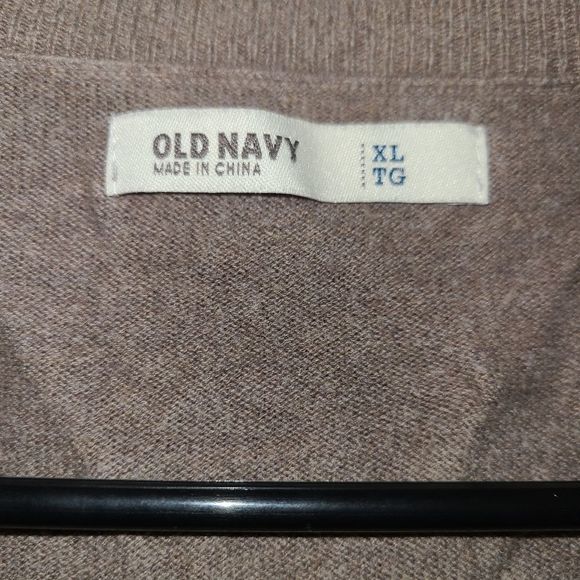 OLD NAVY
MADE IN CHINA
XL
TG